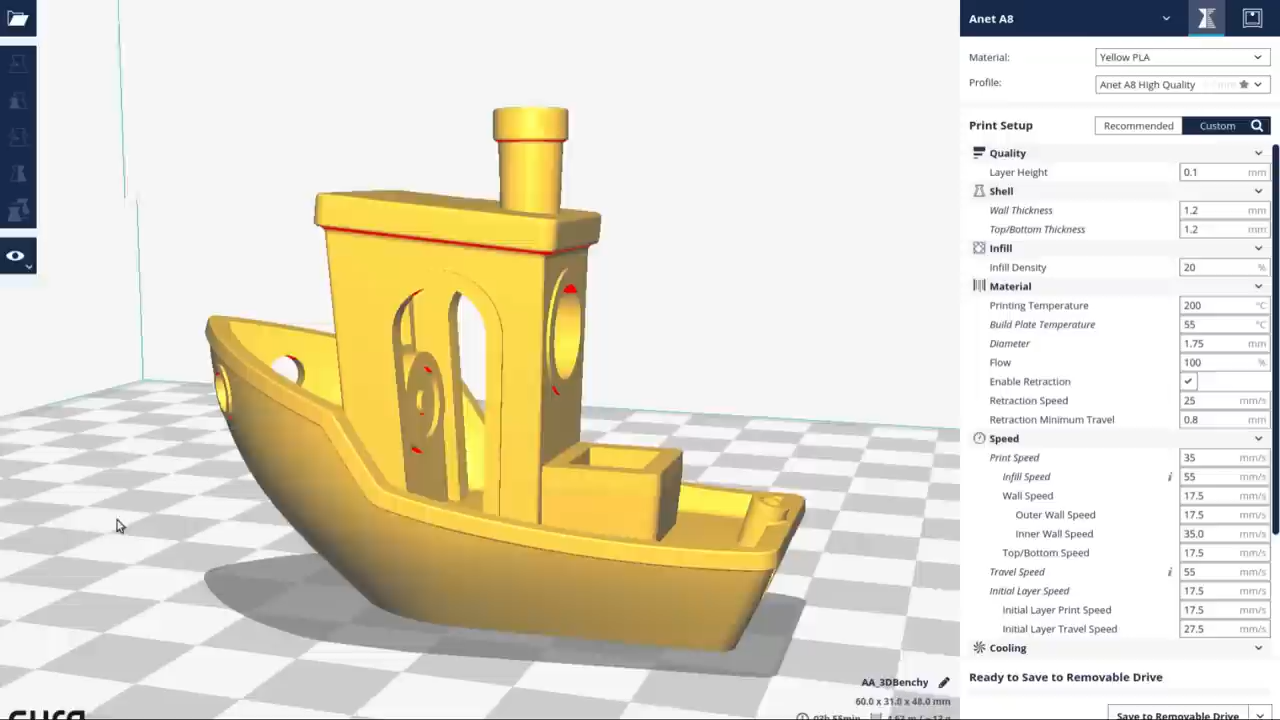 Anet A8
Material:
Yellow PLA
Profile:
Anet A8 High Quality
Print Setup
Recommended
Custom
Quality
Layer Height
0.1 mm
Shell
Wall Thickness
1.2 mm
Top/Bottom Thickness
1.2 mm
Infill
Infill Density
20 %
Material
Printing Temperature
200 °C
Build Plate Temperature
55 °C
Diameter
1.75 mm
Flow
100 %
Enable Retraction
Retraction Speed
25 mm/s
Retraction Minimum Travel
0.8 mm
Speed
Print Speed
35 mm/s
Infill Speed
i
55 mm/s
Wall Speed
17.5 mm/s
Outer Wall Speed
17.5 mm/s
Inner Wall Speed
35.0 mm/s
Top/Bottom Speed
17.5 mm/s
Travel Speed
i
55 mm/s
Initial Layer Speed
17.5 mm/s
Initial Layer Print Speed
17.5 mm/s
Initial Layer Travel Speed
27.5 mm/s
Cooling
Ready to Save to Removable Drive
Save to Removable Drive
AA_3DBenchy
60.0 x 31.0 x 48.0 mm
cura